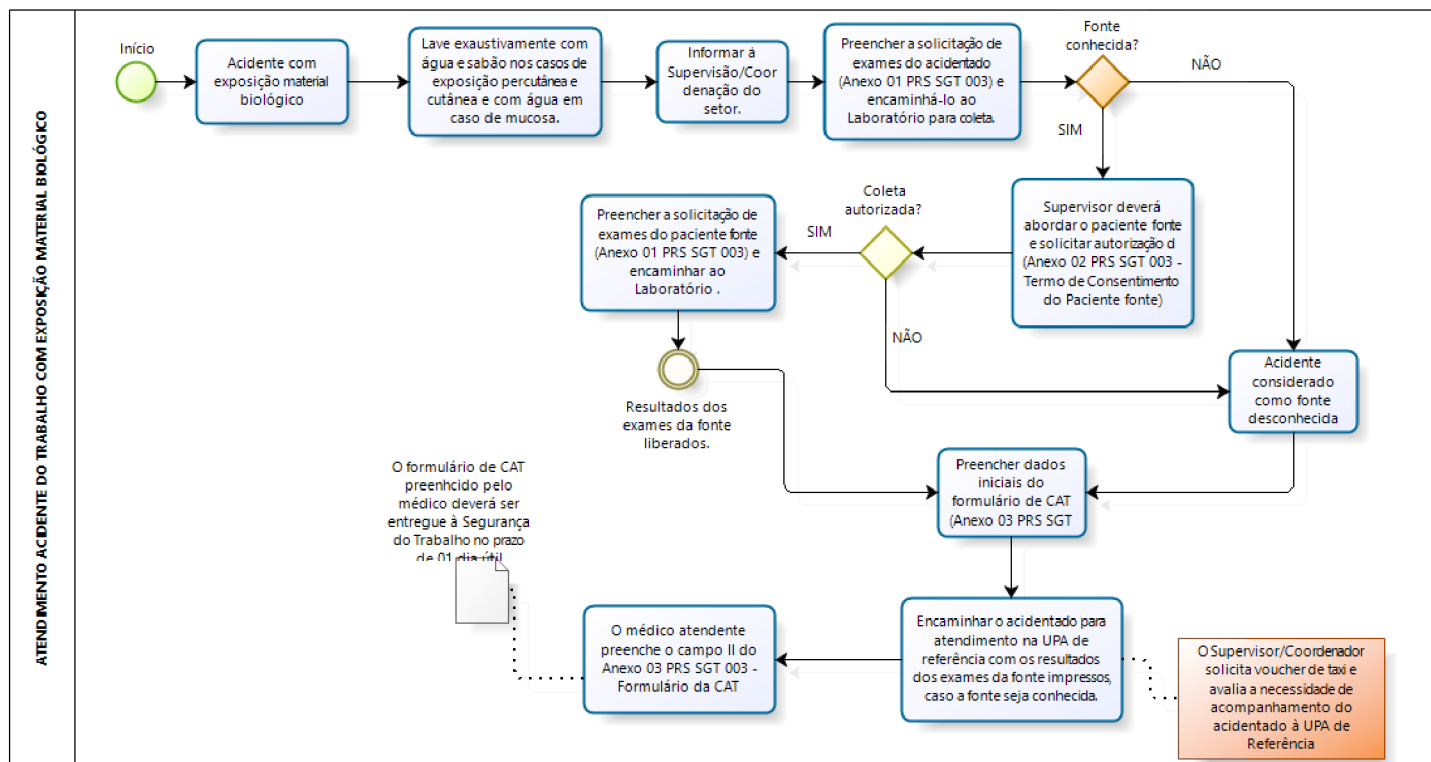 ATENDIMENTO ACIDENTE DO TRABALHO COM EXPOSIÇÃO MATERIAL BIOLÓGICO
Início
Acidente com
exposição material
biológico
Lave exaustivamente com
água e sabão nos casos de
exposição percutânea e
cutânea e com água em
caso de mucosa.
Informar à
Supervisão/Coor
denação do
setor.
Preencher a solicitação de
exames do acidentado
(Anexo 01 PRS SGT 003) e
encaminhá-lo ao
Laboratório para coleta.
Fonte
conhecida?
NÃO
SIM
Supervisor deverá
abordar o paciente fonte
e solicitar autorização d
(Anexo 02 PRS SGT 003 -
Termo de Consentimento
do Paciente fonte)
Coleta
autorizada?
SIM
NÃO
Preencher a solicitação de
exames do paciente fonte
(Anexo 01 PRS SGT 003) e
encaminhar ao
Laboratório .
Resultados dos
exames da fonte
liberados.
Acidente
considerado
como fonte
desconhecida
Preencher dados
iniciais do
formulário de CAT
(Anexo 03 PRS SGT
Encaminhar o acidentado para
atendimento na UPA de
referência com os resultados
dos exames da fonte impressos,
caso a fonte seja conhecida.
O Supervisor/Coordenador
solicita voucher de taxi e
avalia a necessidade de
acompanhamento do
acidentado à UPA de
Referência
O médico atendente
preenche o campo II do
Anexo 03 PRS SGT 003 -
Formulário da CAT
O formulário de CAT
preenhcido pelo
médico deverá ser
entregue à Segurança
do Trabalho no prazo
de 01 dia útil